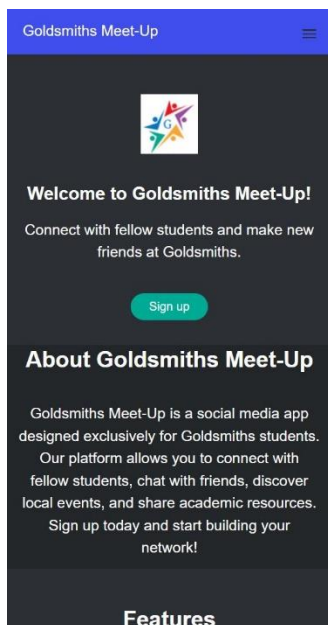 Goldsmiths Meet-Up
G
Welcome to Goldsmiths Meet-Up!
Connect with fellow students and make new
friends at Goldsmiths.
Sign up
About Goldsmiths Meet-Up
Goldsmiths Meet-Up is a social media app
designed exclusively for Goldsmiths students.
Our platform allows you to connect with
fellow students, chat with friends, discover
local events, and share academic resources.
Sign up today and start building your
network!
Features